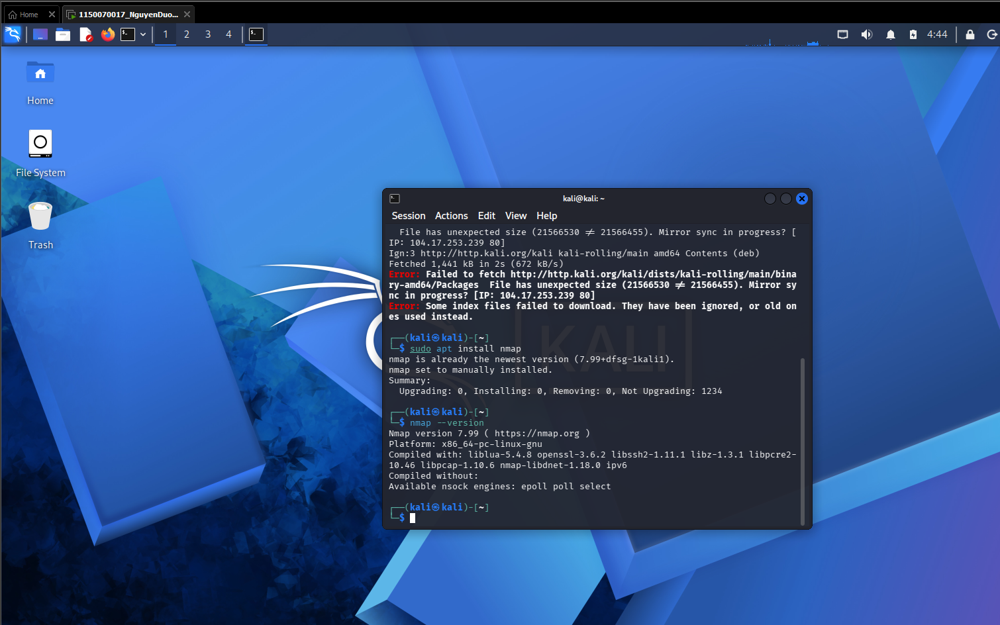 Home
1150070017_NguyenDuo...
1 2 3 4
4:44
Home
File System
Trash
kali@kali: ~
Session Actions Edit View Help
File has unexpected size (21566530 ≠ 21566455). Mirror sync in progress? [
IP: 104.17.253.239 80]
Ign:3 http://http.kali.org/kali kali-rolling/main amd64 Contents (deb)
Fetched 1,441 kB in 2s (672 kB/s)
Error: Failed to fetch http://http.kali.org/kali/dists/kali-rolling/main/bina
ry-amd64/Packages  File has unexpected size (21566530 ≠ 21566455). Mirror sy
nc in progress? [IP: 104.17.253.239 80]
Error: Some index files failed to download. They have been ignored, or old on
es used instead.
┌──(kali㉿kali)-[~]
└─$ sudo apt install nmap
nmap is already the newest version (7.99+dfsg-1kali1).
nmap set to manually installed.
Summary:
  Upgrading: 0, Installing: 0, Removing: 0, Not Upgrading: 1234
┌──(kali㉿kali)-[~]
└─$ nmap --version
Nmap version 7.99 ( https://nmap.org )
Platform: x86_64-pc-linux-gnu
Compiled with: liblua-5.4.8 openssl-3.6.2 libssh2-1.11.1 libz-1.3.1 libpcre2-
10.46 libpcap-1.10.6 nmap-libdnet-1.18.0 ipv6
Compiled without:
Available nsock engines: epoll poll select
┌──(kali㉿kali)-[~]
└─$
KALI